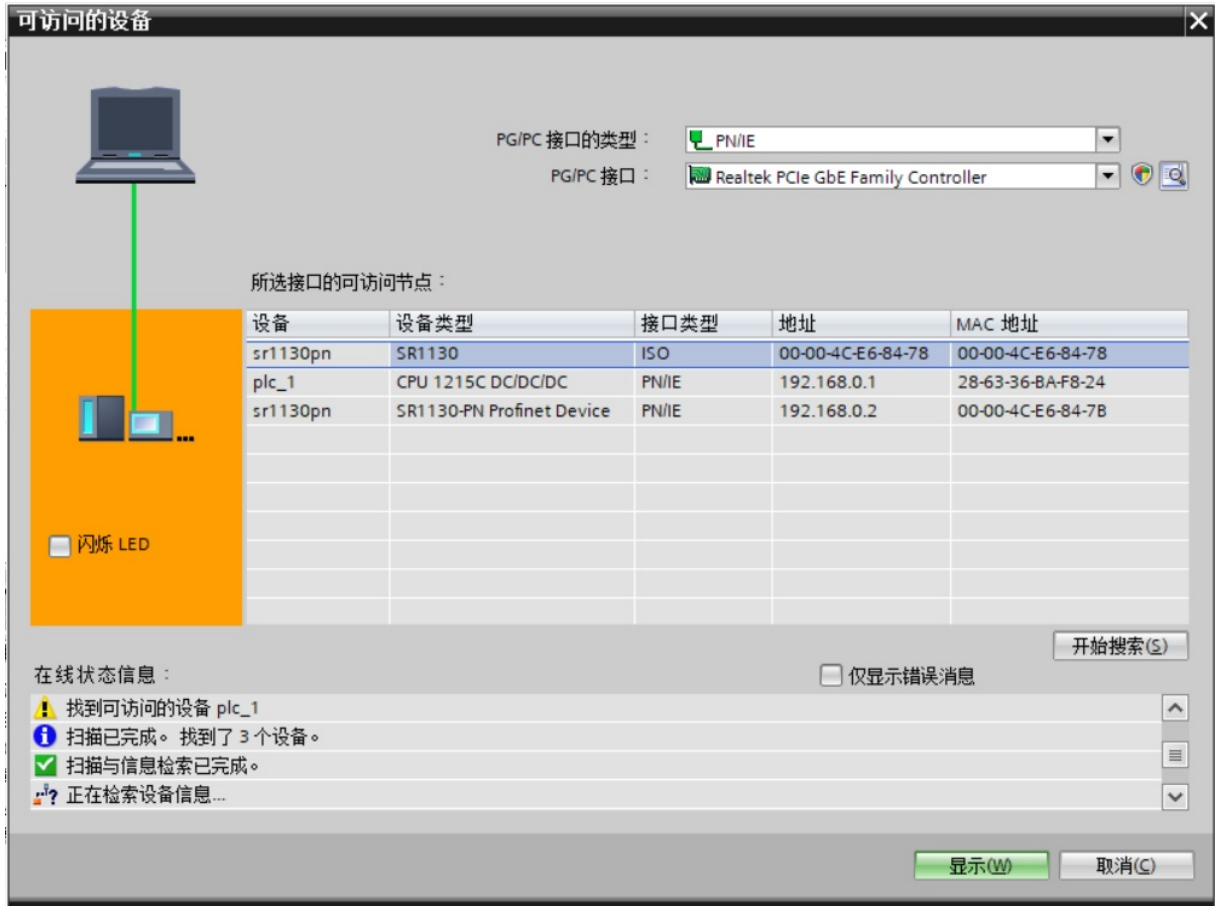 可访问的设备
PG/PC 接口的类型：
PN/IE
PG/PC 接口：
Realtek PCIe GbE Family Controller
所选接口的可访问节点：
设备 设备类型 接口类型 地址 MAC 地址
sr1130pn SR1130 ISO 00-00-4C-E6-84-78 00-00-4C-E6-84-78
plc_1 CPU 1215C DC/DC/DC PN/IE 192.168.0.1 28-63-36-BA-F8-24
sr1130pn SR1130-PN Profinet Device PN/IE 192.168.0.2 00-00-4C-E6-84-7B
闪烁 LED
开始搜索(S)
在线状态信息：
仅显示错误消息
找到可访问的设备 plc_1
扫描已完成。找到了 3 个设备。
扫描与信息检索已完成。
正在检索设备信息...
显示(W) 取消(C)